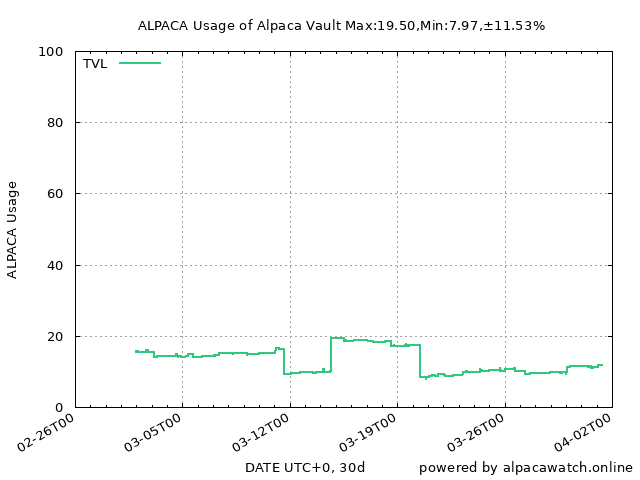 ALPACA Usage of Alpaca Vault Max:19.50,Min:7.97,±11.53%
TVL
100
80
60
40
20
0
ALPACA Usage
02-26T00 03-05T00 03-12T00 03-19T00 03-26T00 04-02T00
DATE UTC+0, 30d powered by alpacawatch.online